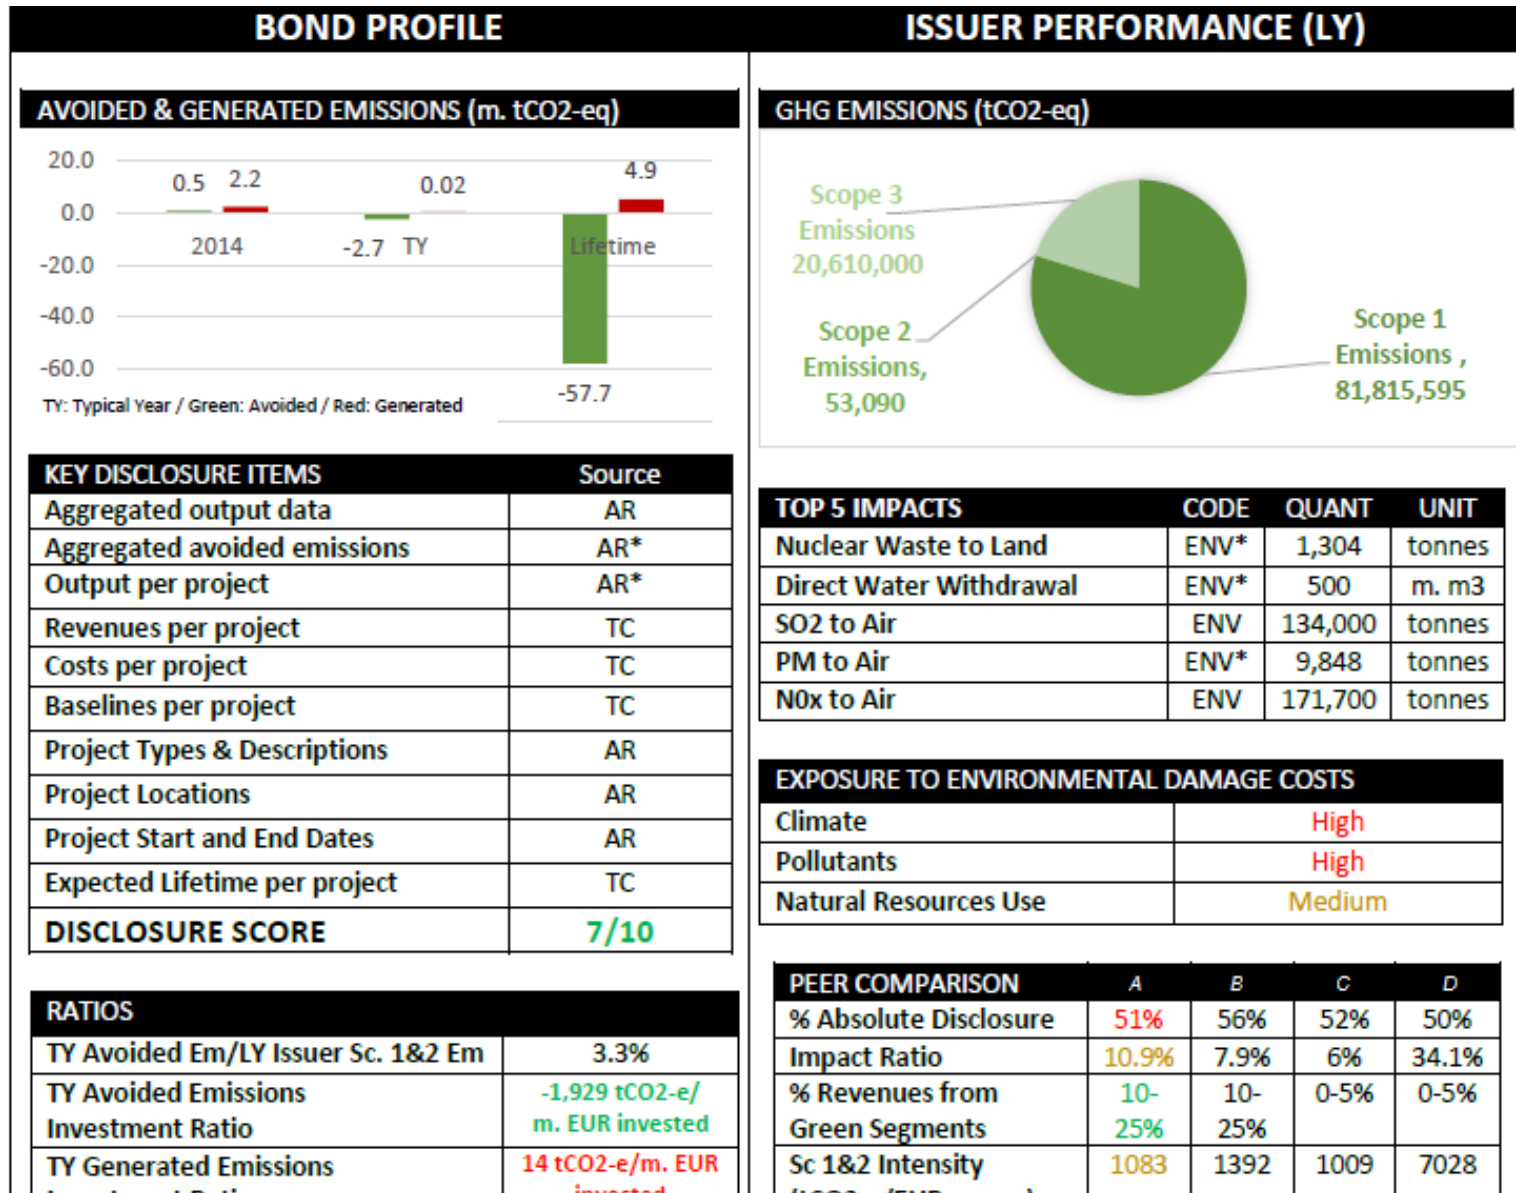 BOND PROFILE
AVOIDED & GENERATED EMISSIONS (m. tCO2-eq)
20.0
0.0
-20.0
-40.0
-60.0
0.5 2.2
0.02
4.9
2014
-2.7 TY
Lifetime
-57.7
TY: Typical Year / Green: Avoided / Red: Generated
KEY DISCLOSURE ITEMS Source
Aggregated output data AR
Aggregated avoided emissions AR*
Output per project AR*
Revenues per project TC
Costs per project TC
Baselines per project TC
Project Types & Descriptions AR
Project Locations AR
Project Start and End Dates AR
Expected Lifetime per project TC
DISCLOSURE SCORE 7/10
RATIOS
TY Avoided Em/LY Issuer Sc. 1&2 Em 3.3%
TY Avoided Emissions -1,929 tCO2-e/
Investment Ratio m. EUR invested
TY Generated Emissions 14 tCO2-e/m. EUR
invested
ISSUER PERFORMANCE (LY)
GHG EMISSIONS (tCO2-eq)
Scope 3
Emissions
20,610,000
Scope 2
Emissions,
53,090
Scope 1
Emissions ,
81,815,595
TOP 5 IMPACTS CODE QUANT UNIT
Nuclear Waste to Land ENV* 1,304 tonnes
Direct Water Withdrawal ENV* 500 m. m3
SO2 to Air ENV 134,000 tonnes
PM to Air ENV* 9,848 tonnes
N0x to Air ENV 171,700 tonnes
EXPOSURE TO ENVIRONMENTAL DAMAGE COSTS
Climate High
Pollutants High
Natural Resources Use Medium
PEER COMPARISON A B C D
% Absolute Disclosure 51% 56% 52% 50%
Impact Ratio 10.9% 7.9% 6% 34.1%
% Revenues from 10- 10- 0-5% 0-5%
Green Segments 25% 25%
Sc 1&2 Intensity 1083 1392 1009 7028